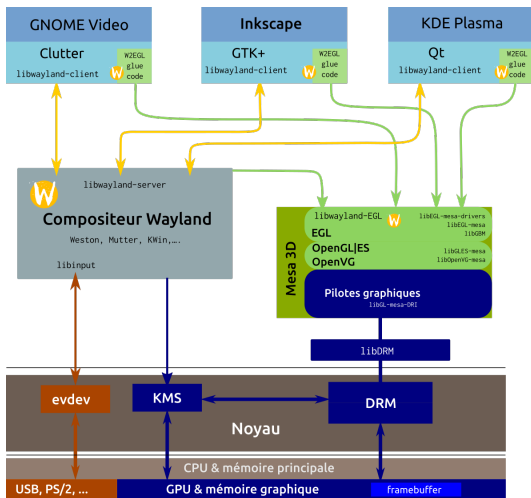 GNOME Video
Clutter
libwayland-client
W2EGL
glue
code
W
Inkscape
GTK+
libwayland-client
W2EGL
glue
code
W
KDE Plasma
Qt
libwayland-client
W2EGL
glue
code
W
libwayland-server
W
Compositeur Wayland
Weston, Mutter, KWin,....
libinput
Mesa 3D
libwayland-EGL
W
EGL
OpenGL|ES
OpenVG
libEGL-mesa-drivers
libEGL-mesa
libGBM
libGLES-mesa
libOpenVG-mesa
Pilotes graphiques
libGL-mesa-DRI
libDRM
evdev
KMS
DRM
Noyau
CPU & mémoire principale
USB, PS/2, ...
GPU & mémoire graphique
framebuffer